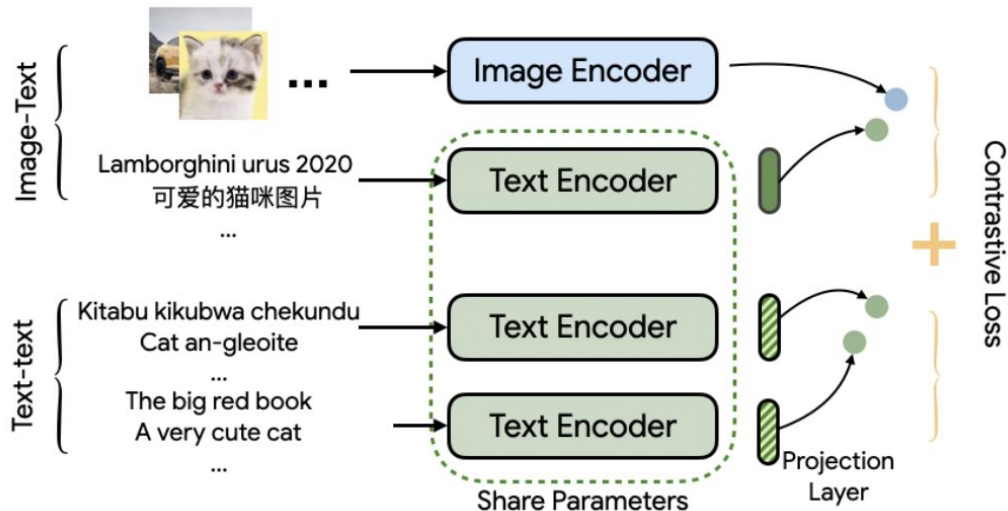 Image-Text
...
Image Encoder
Lamborghini urus 2020
可爱的猫咪图片
...
Text Encoder
Contrastive Loss
+
Text-text
Kitabu kikubwa chekundu
Cat an-gleoite
...
Text Encoder
The big red book
A very cute cat
...
Text Encoder
Projection
Layer
Share Parameters